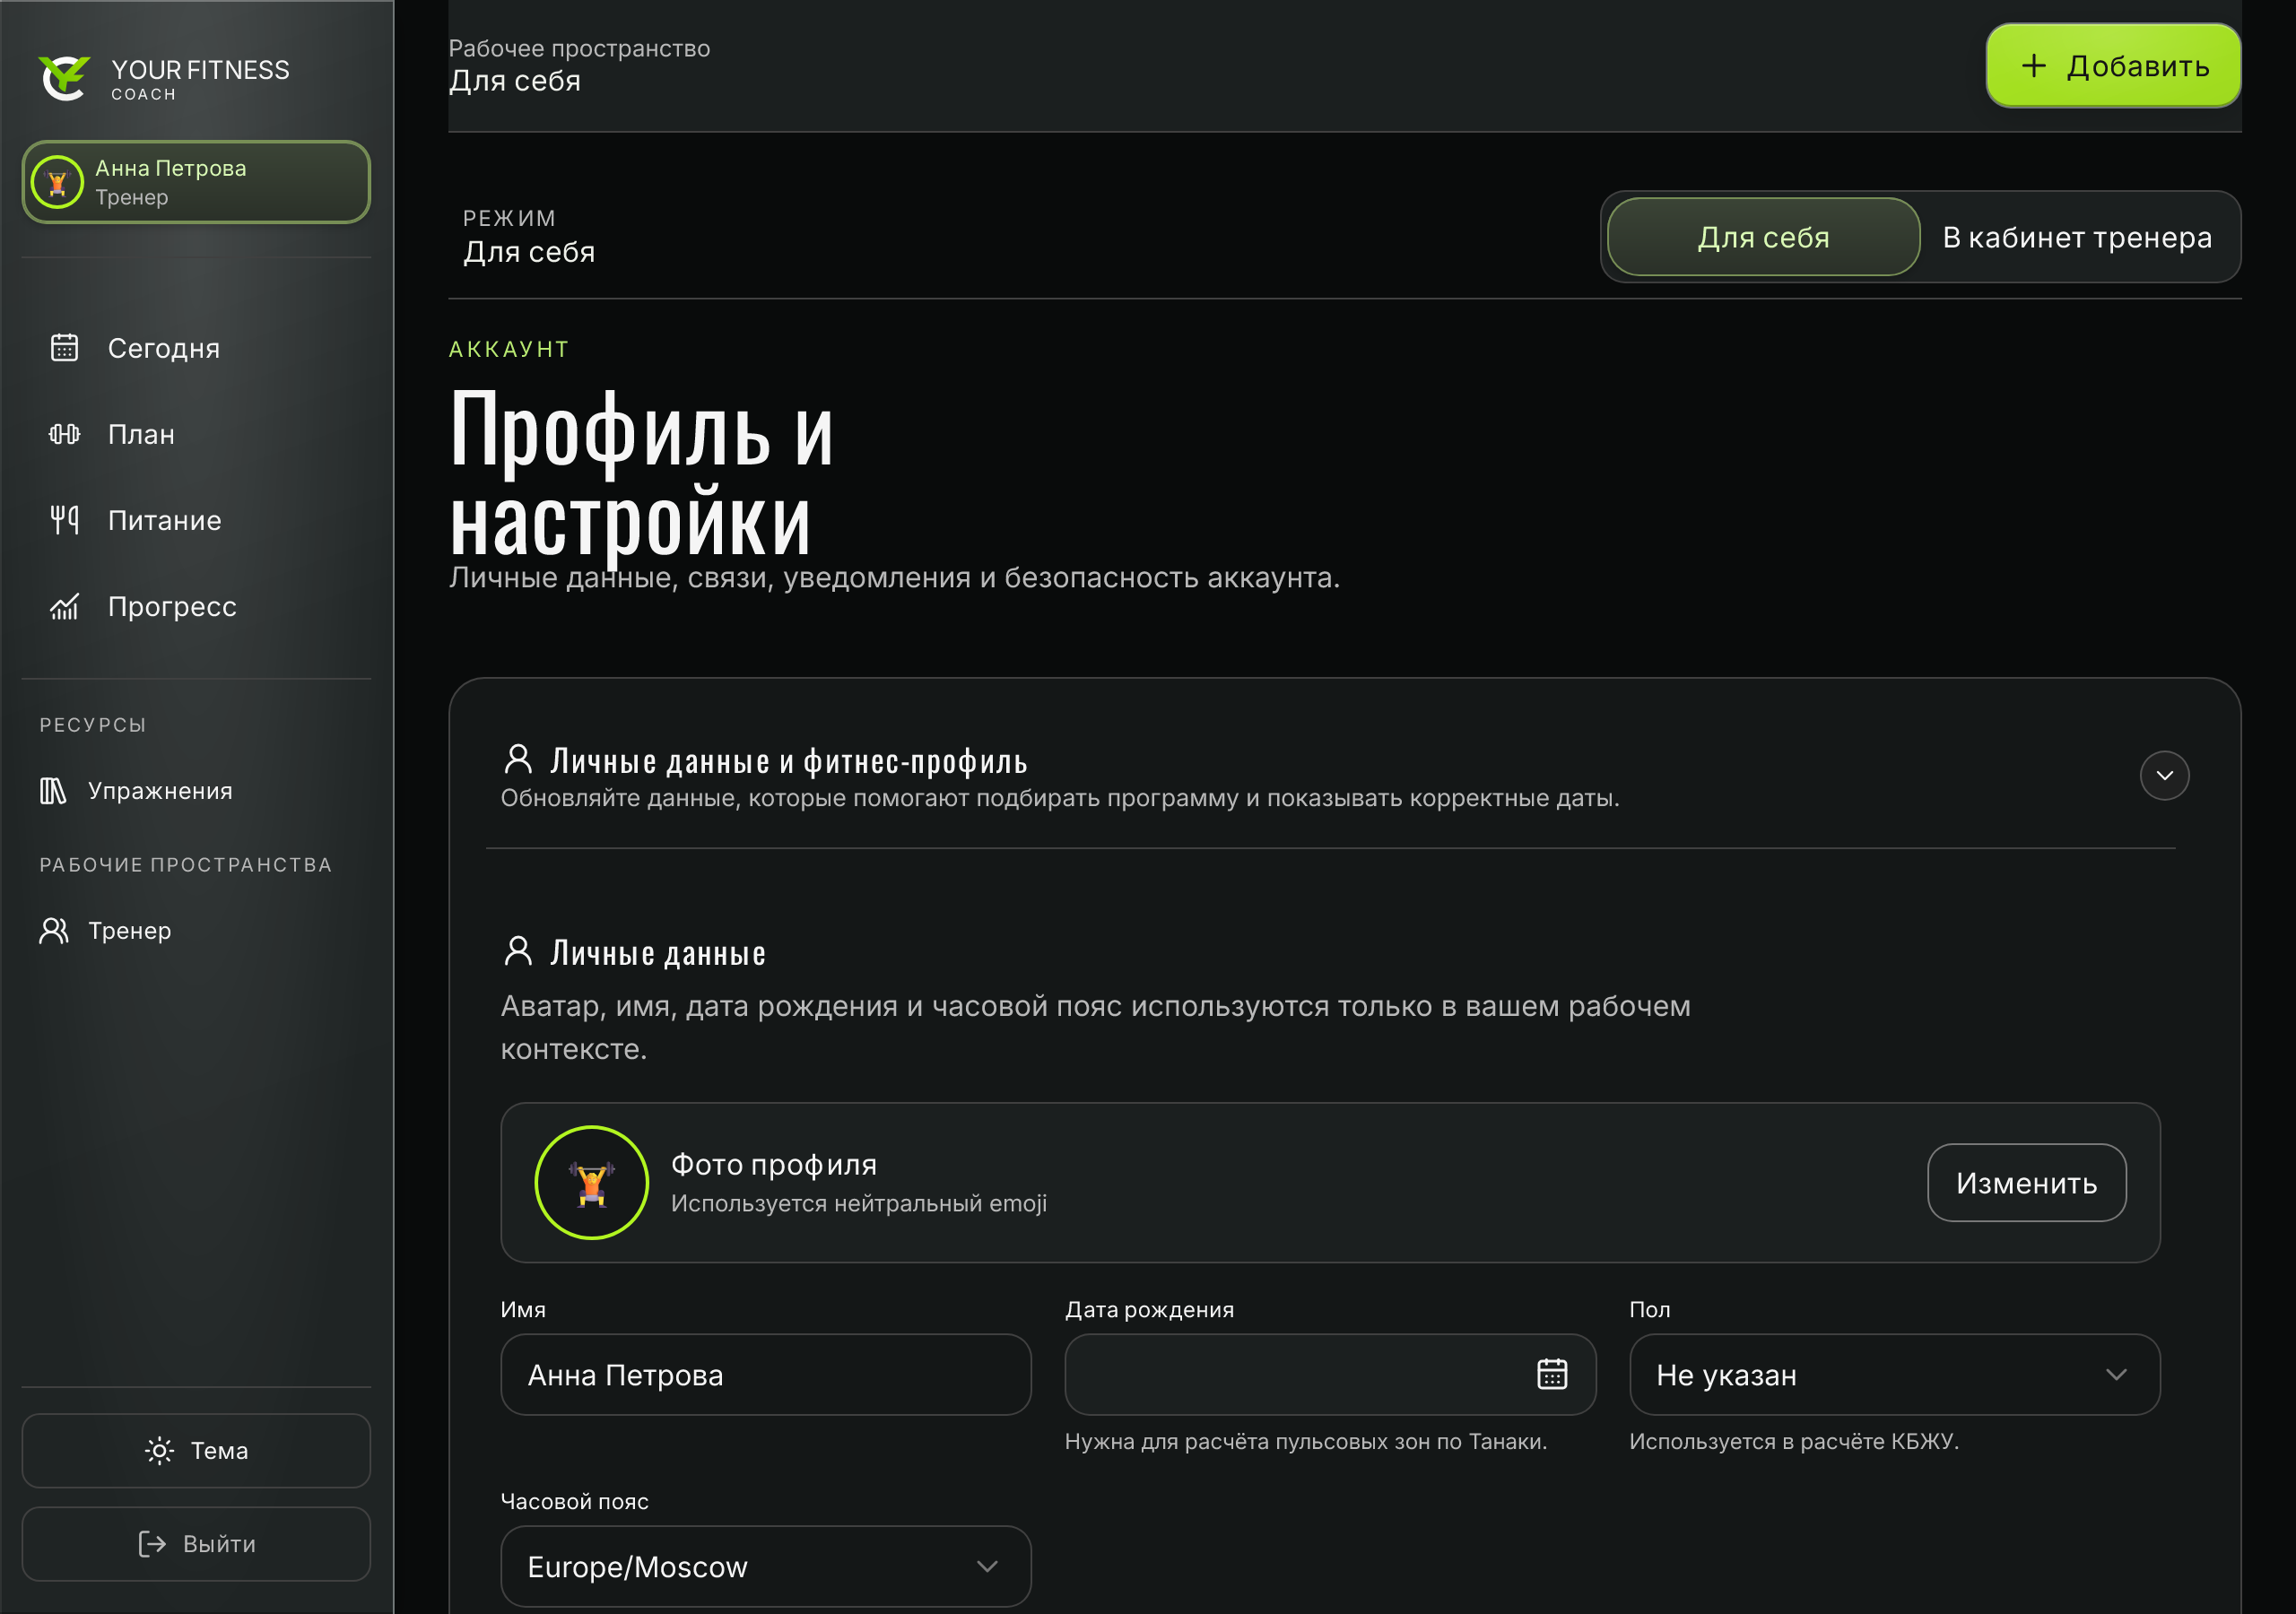 YOUR FITNESS
COACH
Анна Петрова
Тренер
Сегодня
План
Питание
Прогресс
РЕСУРСЫ
Упражнения
РАБОЧИЕ ПРОСТРАНСТВА
Тренер
Тема
Выйти
Рабочее пространство
Для себя
Добавить
РЕЖИМ
Для себя
Для себя
В кабинет тренера
АККАУНТ
Профиль и
настройки
Личные данные, связи, уведомления и безопасность аккаунта.
Личные данные и фитнес-профиль
Обновляйте данные, которые помогают подбирать программу и показывать корректные даты.
Личные данные
Аватар, имя, дата рождения и часовой пояс используются только в вашем рабочем
контексте.
Фото профиля
Используется нейтральный emoji
Изменить
Имя
Анна Петрова
Дата рождения
Нужна для расчёта пульсовых зон по Танаки.
Пол
Не указан
Используется в расчёте КБЖУ.
Часовой пояс
Europe/Moscow